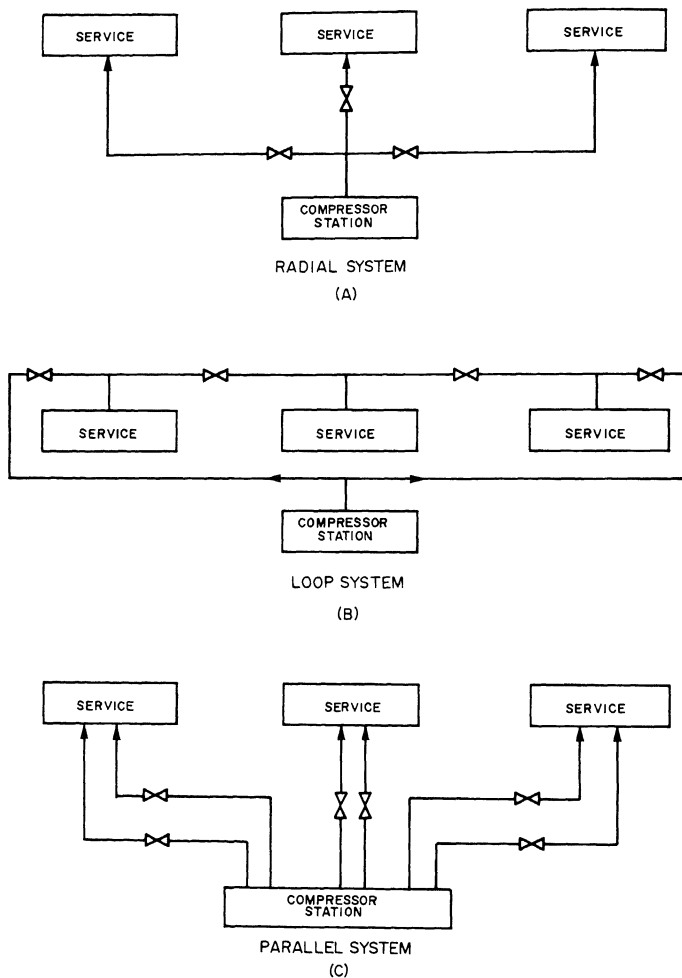 SERVICE
SERVICE
SERVICE
COMPRESSOR
STATION
RADIAL SYSTEM
(A)
SERVICE
SERVICE
SERVICE
COMPRESSOR
STATION
LOOP SYSTEM
(B)
SERVICE
SERVICE
SERVICE
COMPRESSOR
STATION
PARALLEL SYSTEM
(C)